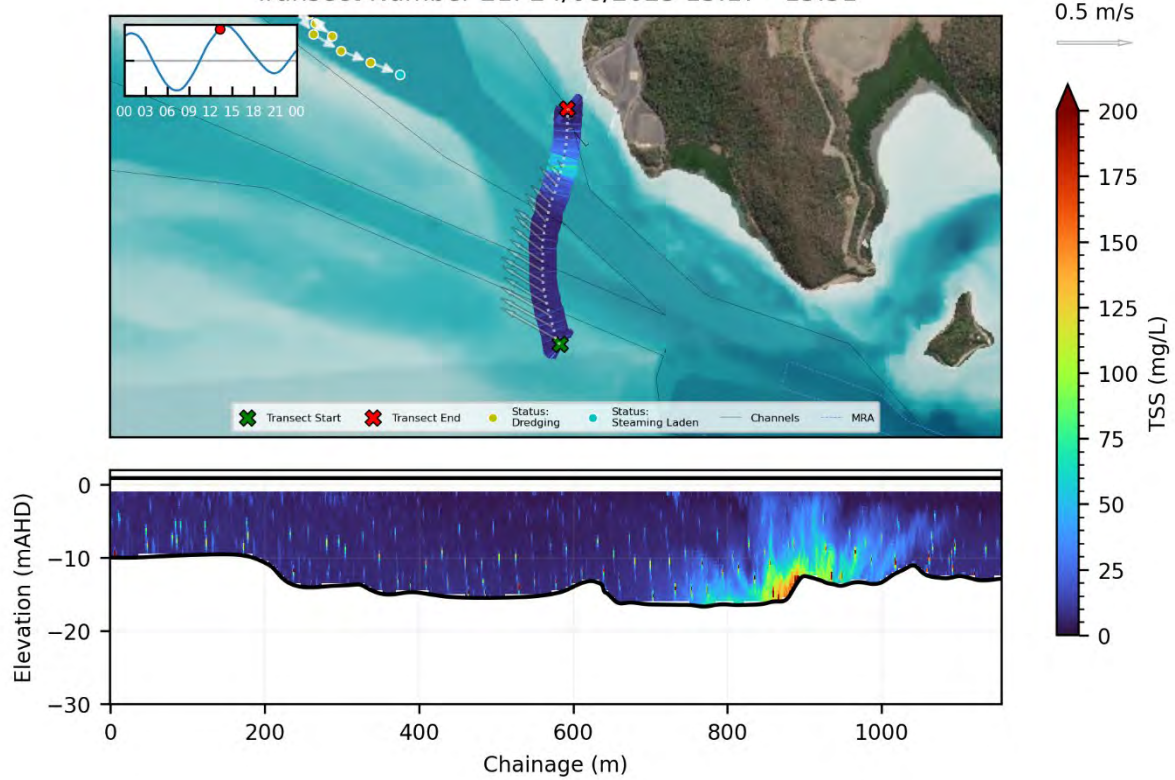 0.5 m/s
00 03 06 09 12 15 18 21 00
Transect Start
Transect End
Status:
Dredging
Status:
Steaming Laden
Channels
MRA
200
175
150
125
100
75
50
25
0
TSS (mg/L)
0
−10
−20
−30
Elevation (mAHD)
0 200 400 600 800 1000
Chainage (m)